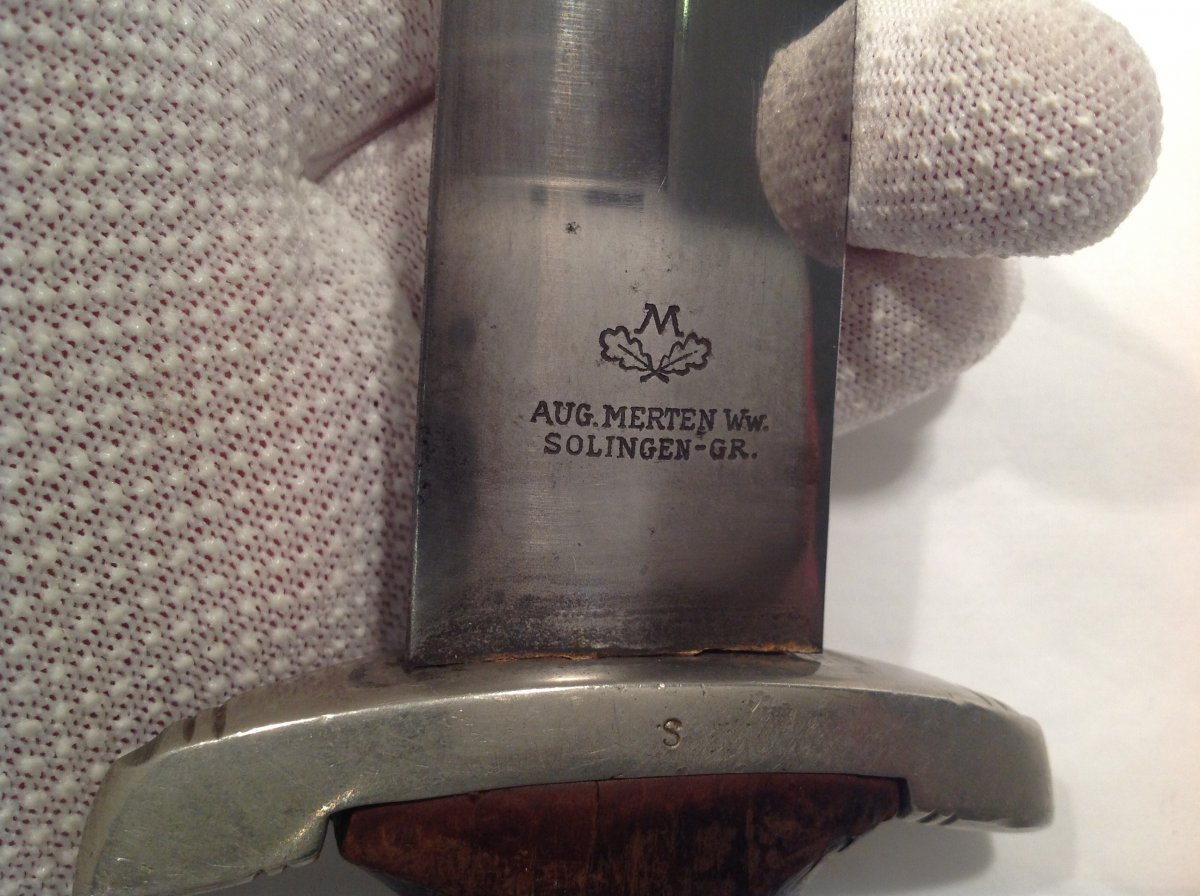 M
AUG. MERTEN Ww.
SOLINGEN-GR.
S